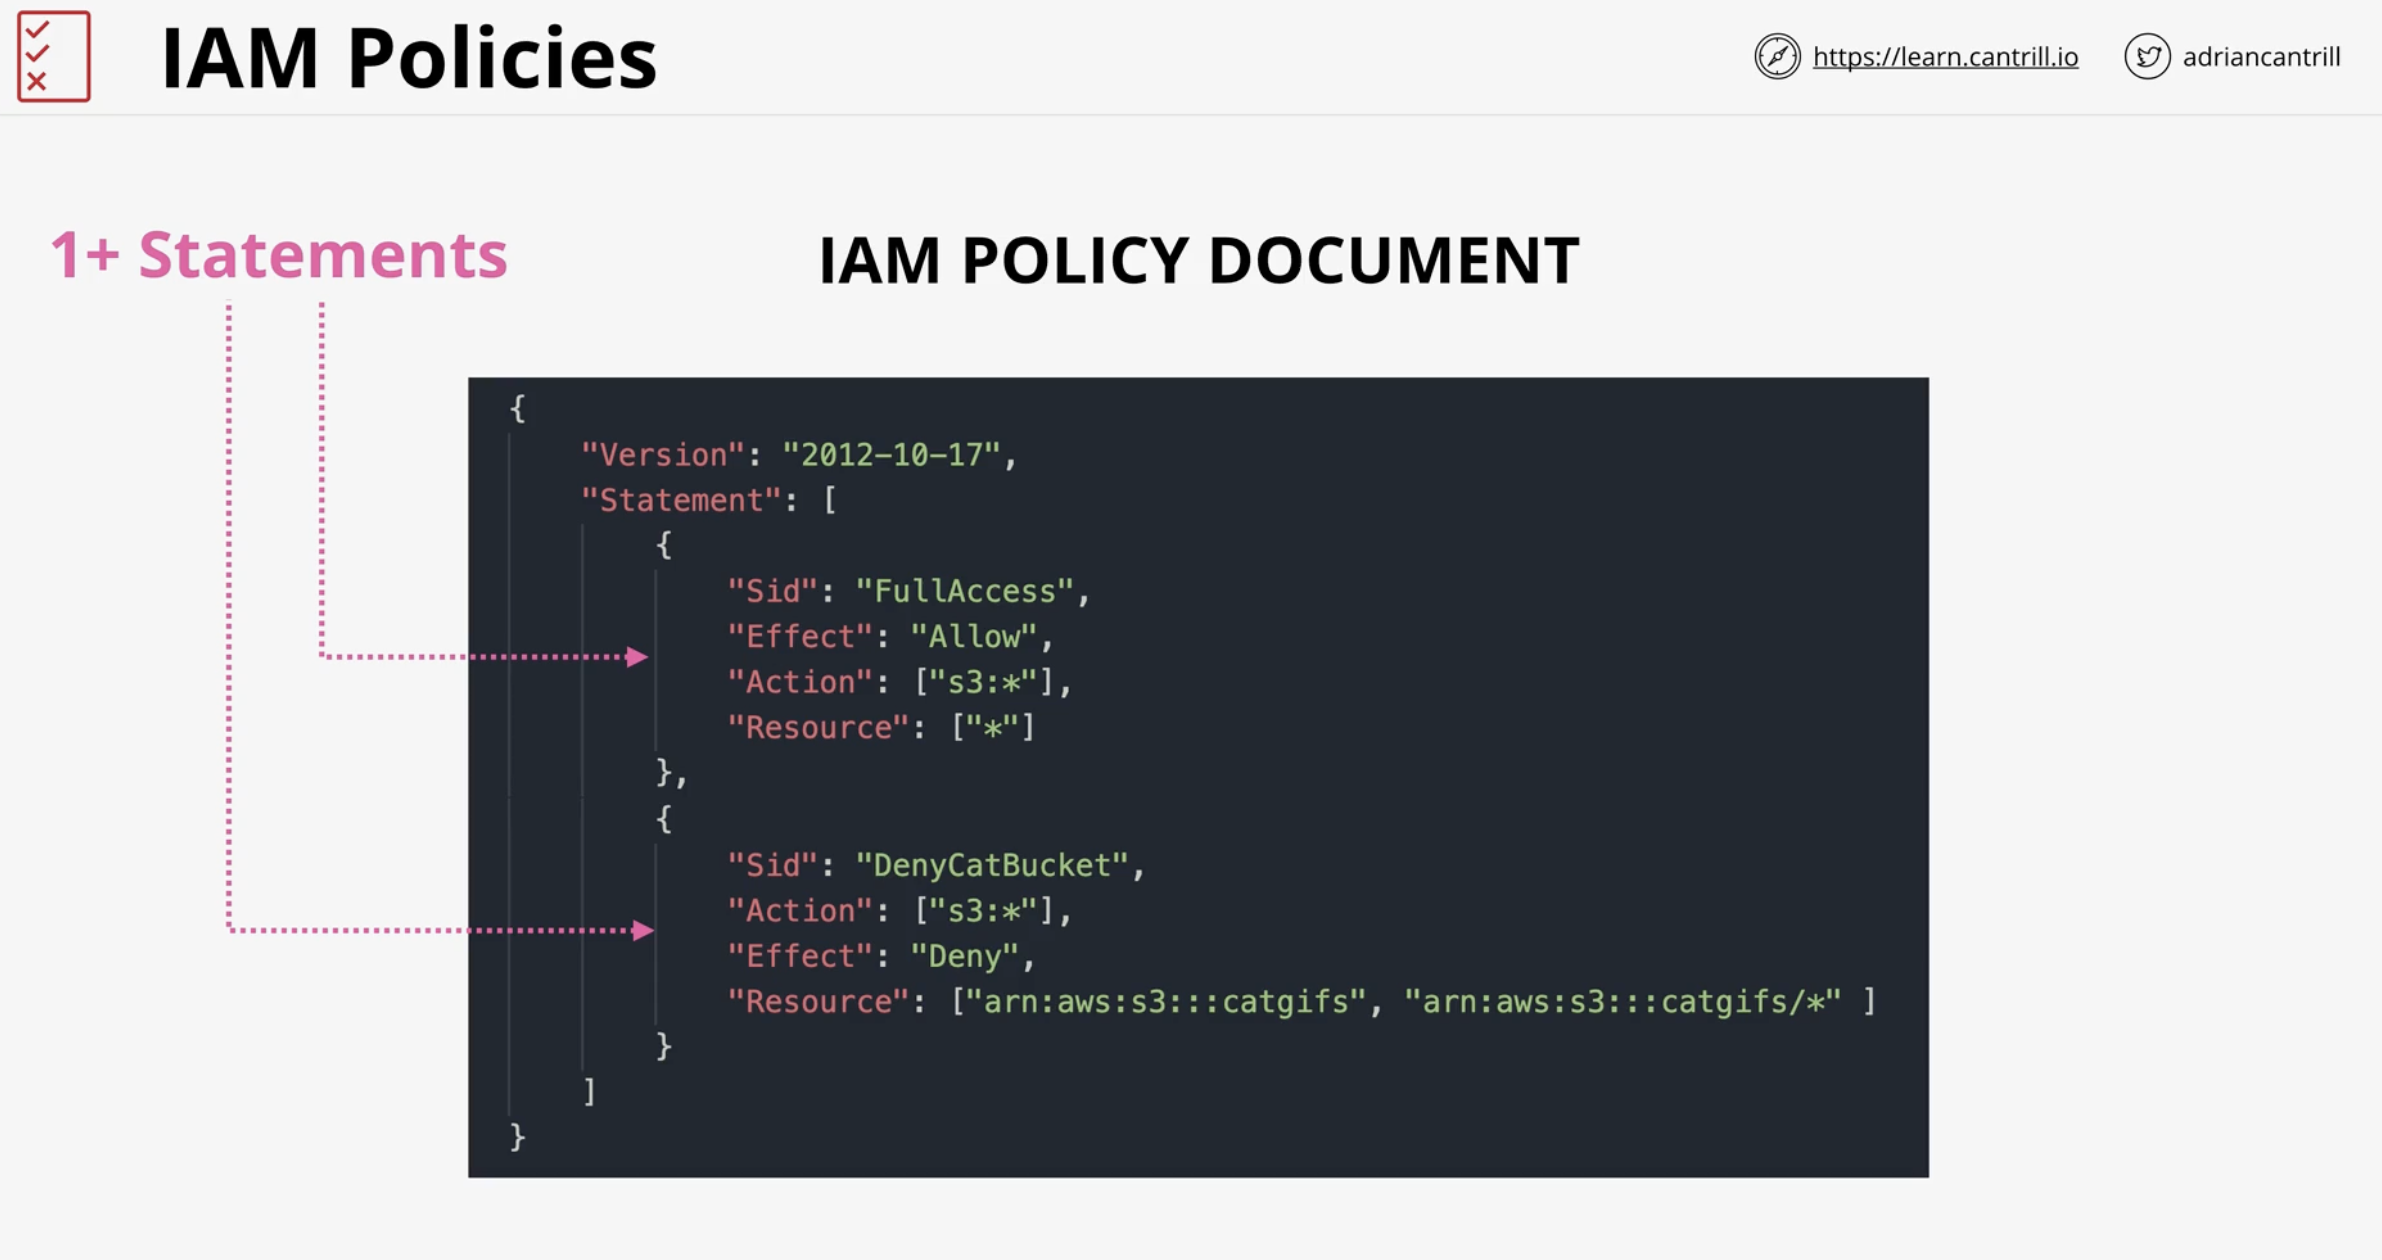 IAM Policies
https://learn.cantrill.io
adriancantrill
1+ Statements
IAM POLICY DOCUMENT
{
"Version": "2012-10-17",
"Statement": [
{
"Sid": "FullAccess",
"Effect": "Allow",
"Action": ["s3:*"],
"Resource": ["*"]
},
{
"Sid": "DenyCatBucket",
"Action": ["s3:*"],
"Effect": "Deny",
"Resource": ["arn:aws:s3:::catgifs", "arn:aws:s3:::catgifs/*" ]
}
]
}